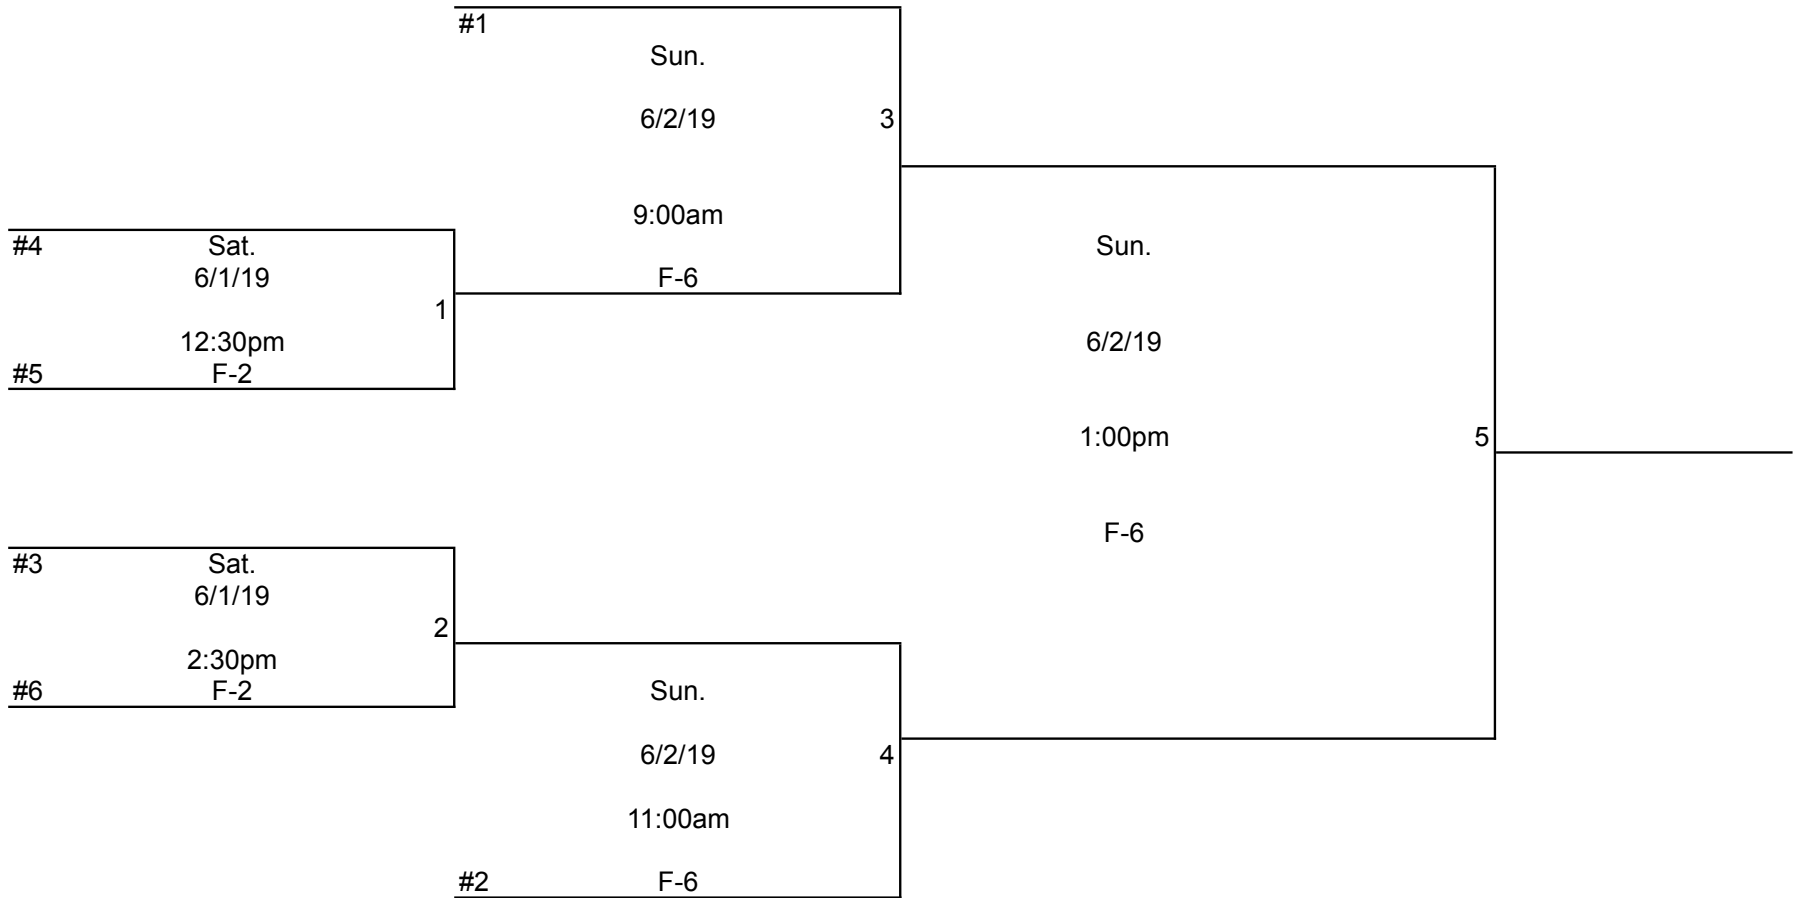 #1
Sun.
6/2/19
3
9:00am
F-6
#4 Sat.
6/1/19
1
12:30pm
#5 F-2
Sun.
6/2/19
1:00pm
5
F-6
#3 Sat.
6/1/19
2
2:30pm
#6 F-2
Sun.
6/2/19 4
11:00am
#2 F-6